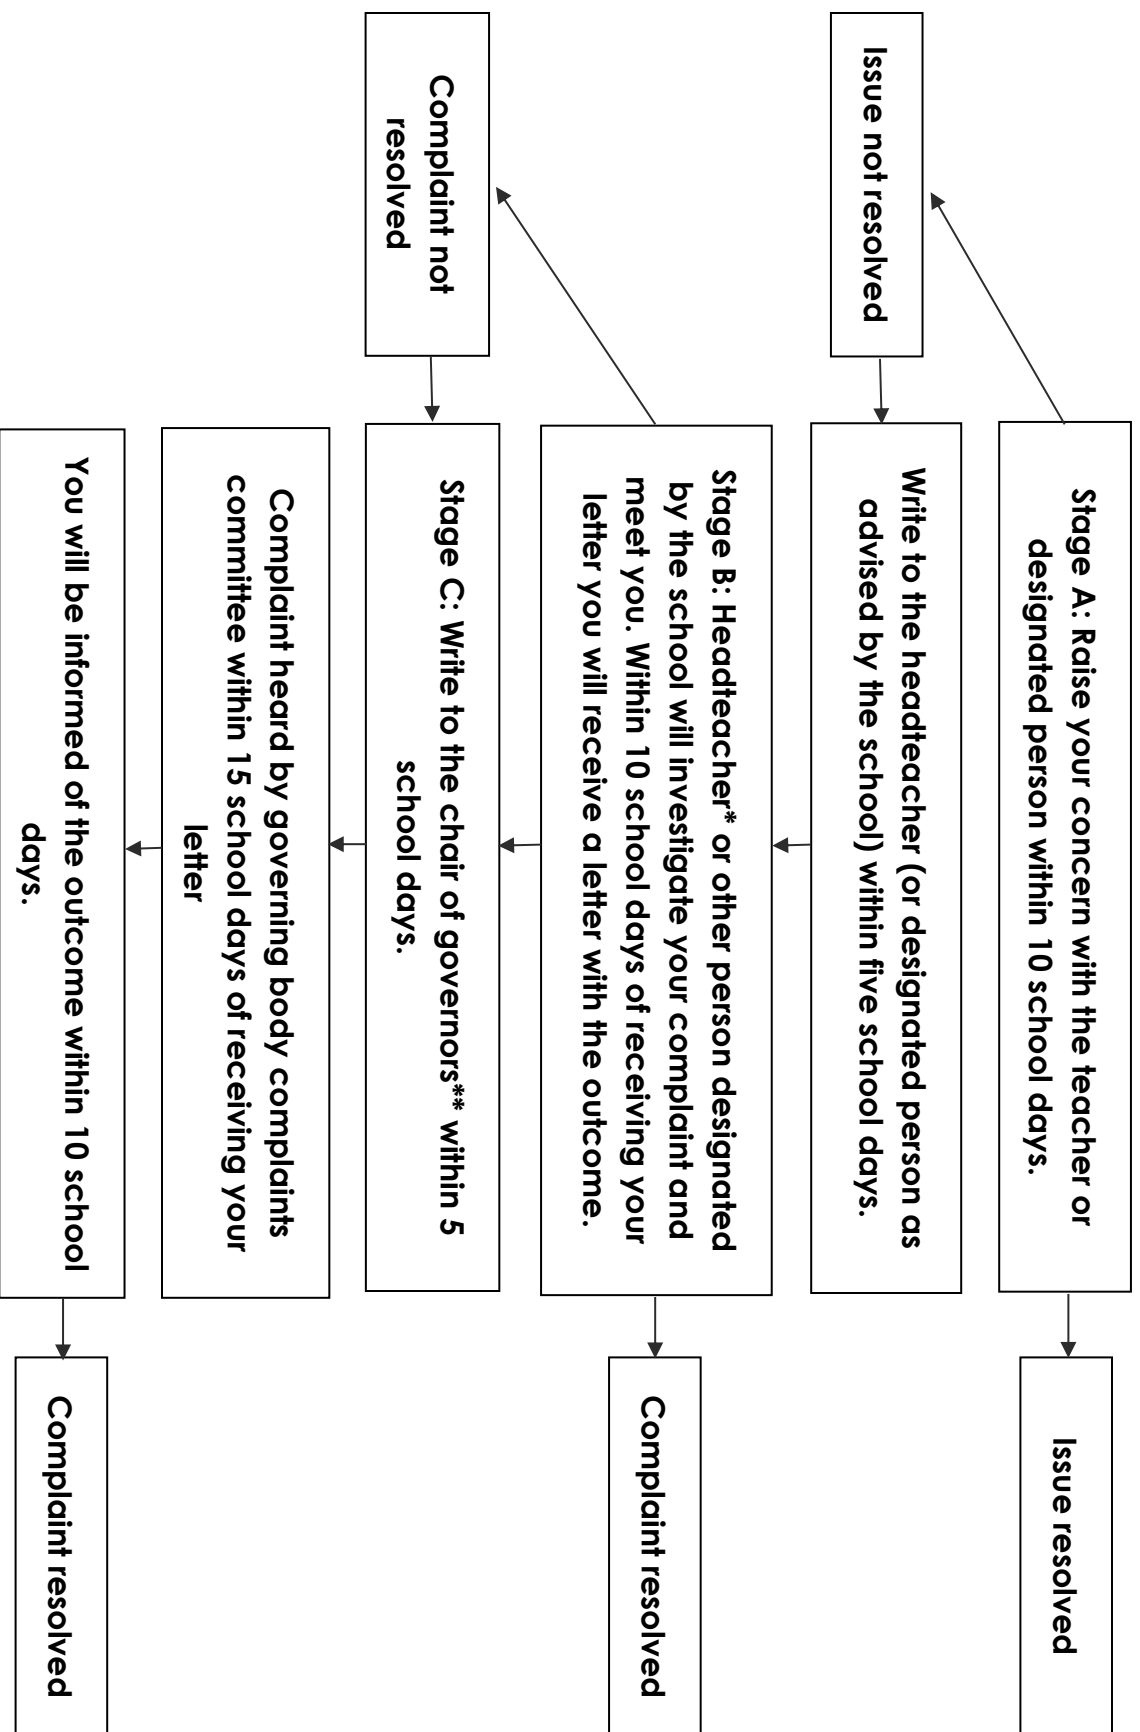 Stage A: Raise your concern with the teacher or
designated person within 10 school days.
Issue resolved
Issue not resolved
Write to the headteacher (or designated person as
advised by the school) within five school days.
Stage B: Headteacher* or other person designated
by the school will investigate your complaint and
meet you. Within 10 school days of receiving your
letter you will receive a letter with the outcome.
Complaint resolved
Complaint not
resolved
Stage C: Write to the chair of governors** within 5
school days.
Complaint heard by governing body complaints
committee within 15 school days of receiving your
letter
You will be informed of the outcome within 10 school
days.
Complaint resolved